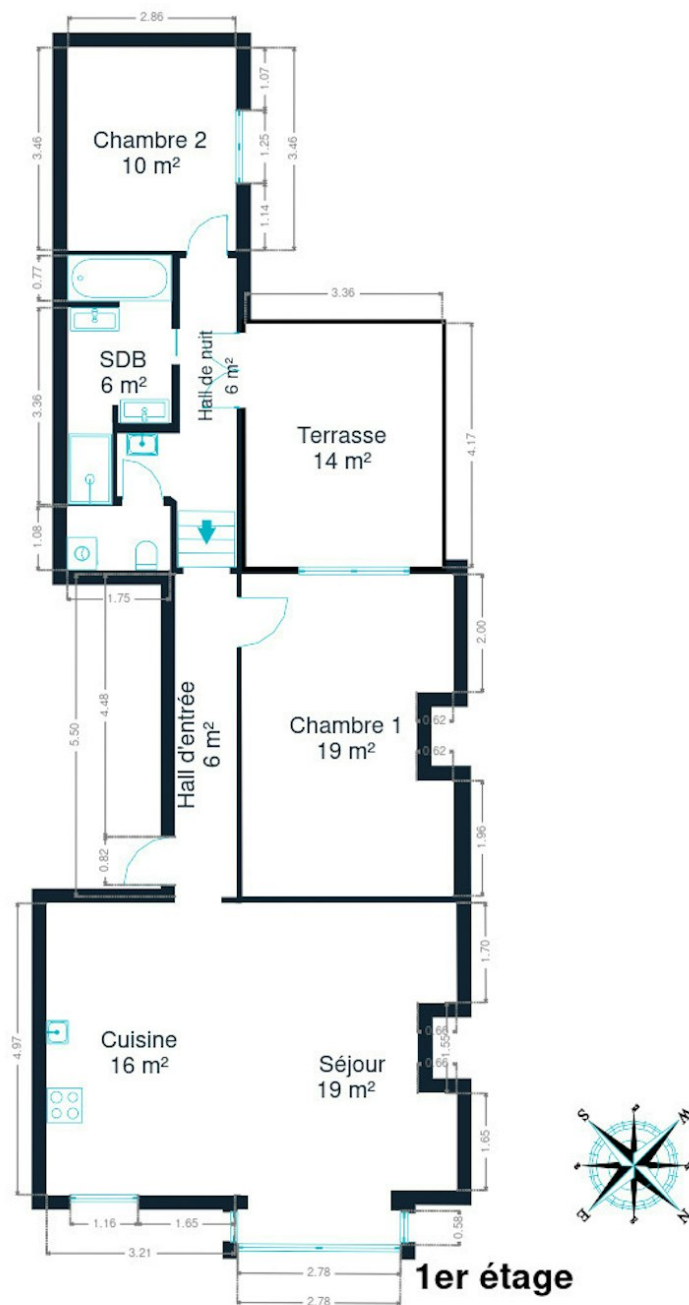 2.86
1.07
3.46
Chambre 2
10 m²
1.25
3.46
1.14
0.77
3.36
SDB
6 m²
Hall de nuit
6 m²
3.36
Terrasse
14 m²
4.17
1.08
1.75
2.00
4.48
5.50
Hall d'entrée
6 m²
Chambre 1
19 m²
0.62
0.62
0.82
1.96
1.70
4.97
Cuisine
16 m²
Séjour
19 m²
0.66
1.55
0.66
1.65
S
W
E
N
1.16
1.65
0.58
3.21
2.78
2.78
1er étage